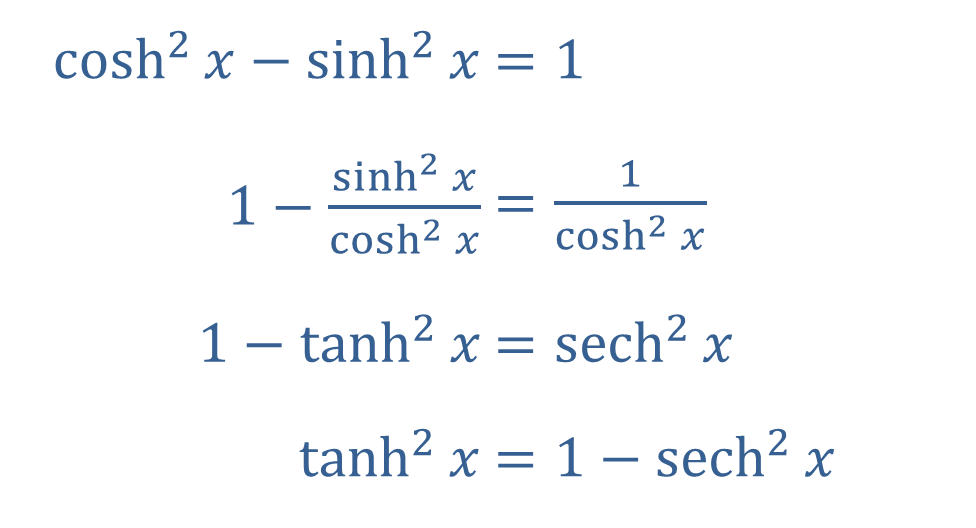 cosh² x − sinh² x = 1
1 − sinh² x / cosh² x = 1 / cosh² x
1 − tanh² x = sech² x
tanh² x = 1 − sech² x